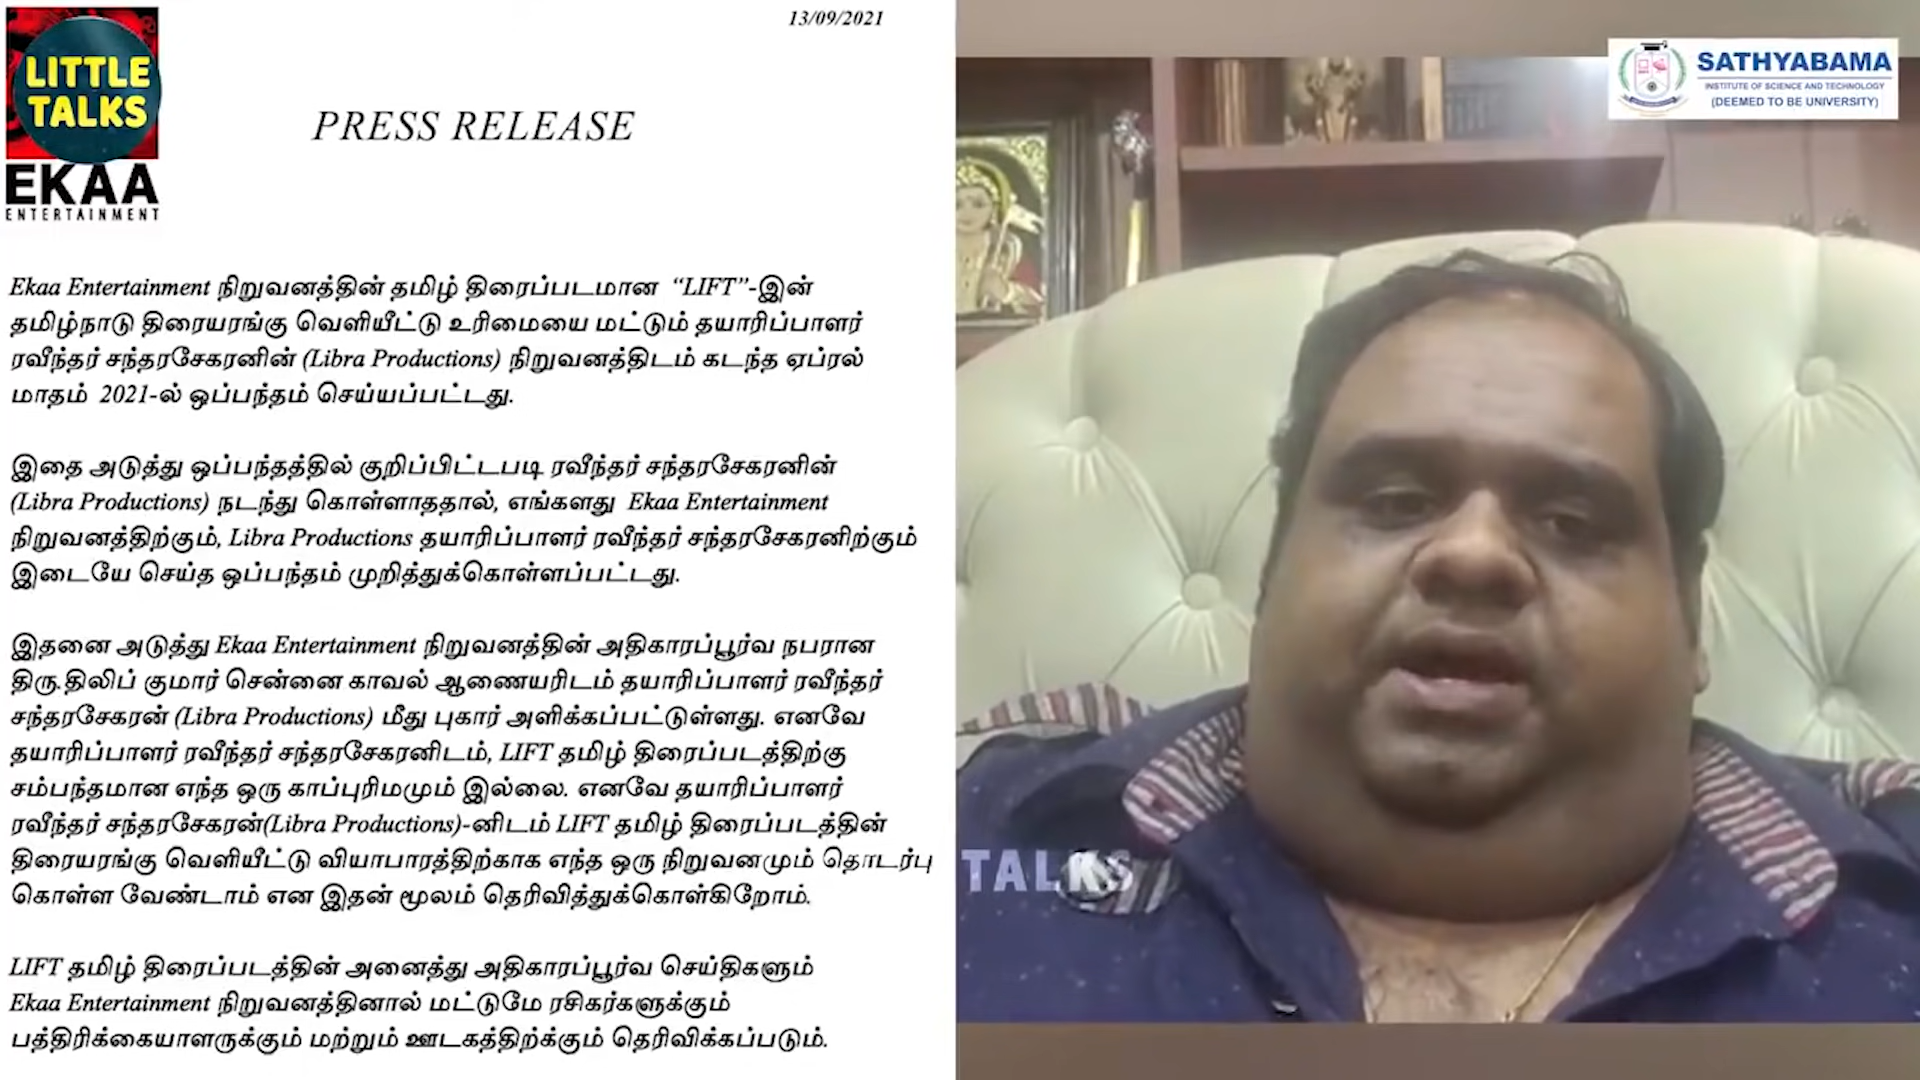 13/09/2021
LITTLE
TALKS
EKAA
ENTERTAINMENT
PRESS RELEASE
SATHYABAMA
INSTITUTE OF SCIENCE AND TECHNOLOGY
(DEEMED TO BE UNIVERSITY)
Ekaa Entertainment நிறுவனத்தின் தமிழ் திரைப்படமான “LIFT”-இன்
தமிழ்நாடு திரையரங்கு வெளியீட்டு உரிமையை மட்டும் தயாரிப்பாளர்
ரவீந்தர் சந்தரசேகரனின் (Libra Productions) நிறுவனத்திடம் கடந்த ஏப்ரல்
மாதம் 2021-ல் ஒப்பந்தம் செய்யப்பட்டது.
இதை அடுத்து ஒப்பந்தத்தில் குறிப்பிட்டபடி ரவீந்தர் சந்தரசேகரனின்
(Libra Productions) நடந்து கொள்ளாததால், எங்களது Ekaa Entertainment
நிறுவனத்திற்கும், Libra Productions தயாரிப்பாளர் ரவீந்தர் சந்தரசேகரனிற்கும்
இடையே செய்த ஒப்பந்தம் முறித்துக்கொள்ளப்பட்டது.
இதனை அடுத்து Ekaa Entertainment நிறுவனத்தின் அதிகாரப்பூர்வ நபரான
திரு.திலிப் குமார் சென்னை காவல் ஆணையரிடம் தயாரிப்பாளர் ரவீந்தர்
சந்தரசேகரன் (Libra Productions) மீது புகார் அளிக்கப்பட்டுள்ளது. எனவே
தயாரிப்பாளர் ரவீந்தர் சந்தரசேகரனிடம், LIFT தமிழ் திரைப்படத்திற்கு
சம்பந்தமான எந்த ஒரு காப்புரிமமும் இல்லை. எனவே தயாரிப்பாளர்
ரவீந்தர் சந்தரசேகரன்(Libra Productions)-னிடம் LIFT தமிழ் திரைப்படத்தின்
திரையரங்கு வெளியீட்டு வியாபாரத்திற்காக எந்த ஒரு நிறுவனமும் தொடர்பு
கொள்ள வேண்டாம் என இதன் மூலம் தெரிவித்துக்கொள்கிறோம்.
LIFT தமிழ் திரைப்படத்தின் அனைத்து அதிகாரப்பூர்வ செய்திகளும்
Ekaa Entertainment நிறுவனத்தினால் மட்டுமே ரசிகர்களுக்கும்
பத்திரிக்கையாளருக்கும் மற்றும் ஊடகத்திற்க்கும் தெரிவிக்கப்படும்.
TALKS